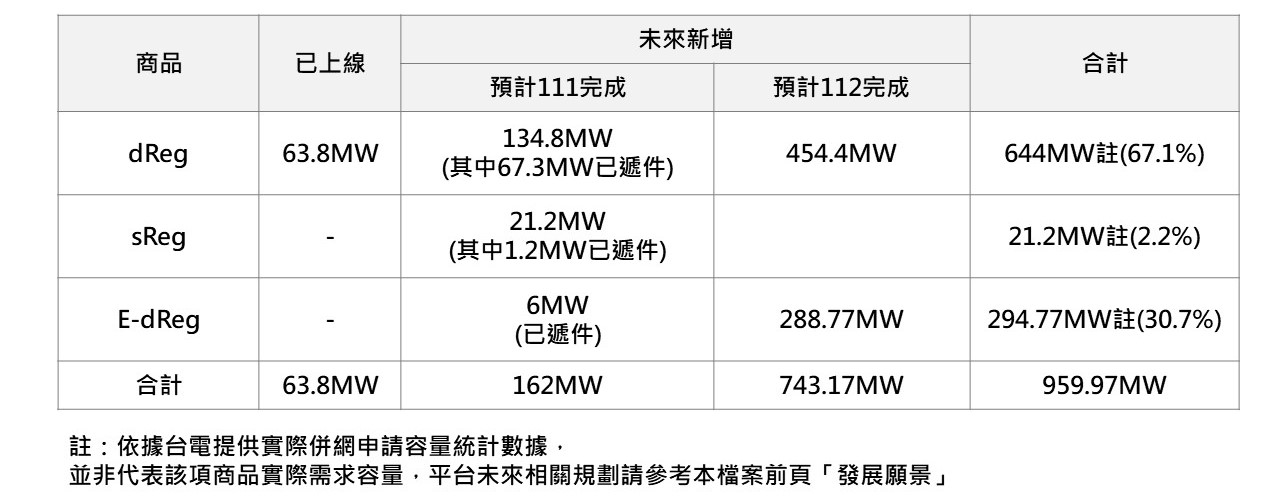 商品
已上線
未來新增
合計
預計111完成
預計112完成
dReg
63.8MW
134.8MW
(其中67.3MW已遞件)
454.4MW
644MW註(67.1%)
sReg
-
21.2MW
(其中1.2MW已遞件)
21.2MW註(2.2%)
E-dReg
-
6MW
(已遞件)
288.77MW
294.77MW註(30.7%)
合計
63.8MW
162MW
743.17MW
959.97MW
註：依據台電提供實際併網申請容量統計數據，
並非代表該項商品實際需求容量，平台未來相關規劃請參考本檔案前頁「發展願景」